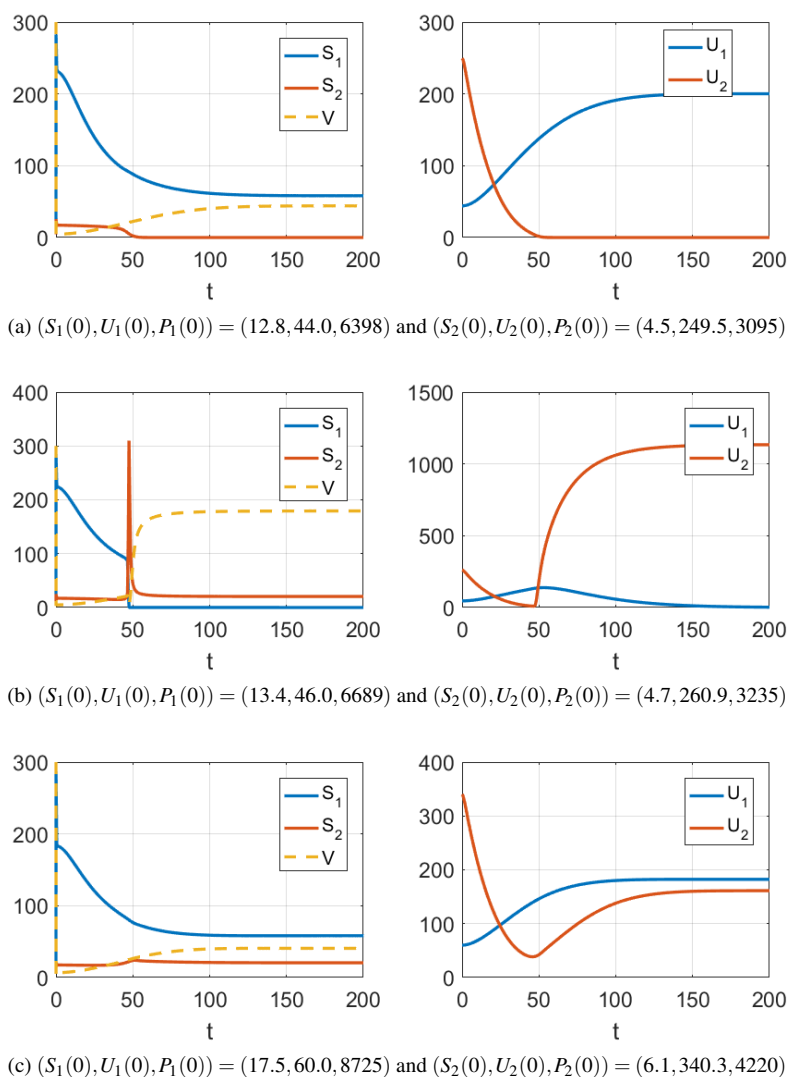 300
200
100
0
0 50 100 150 200
t
S1
S2
V
300
200
100
0
0 50 100 150 200
t
U1
U2
(a) (S1(0),U1(0),P1(0)) = (12.8,44.0,6398) and (S2(0),U2(0),P2(0)) = (4.5,249.5,3095)
400
300
200
100
0
0 50 100 150 200
t
S1
S2
V
1500
1000
500
0
0 50 100 150 200
t
U1
U2
(b) (S1(0),U1(0),P1(0)) = (13.4,46.0,6689) and (S2(0),U2(0),P2(0)) = (4.7,260.9,3235)
300
200
100
0
0 50 100 150 200
t
S1
S2
V
400
300
200
100
0
0 50 100 150 200
t
U1
U2
(c) (S1(0),U1(0),P1(0)) = (17.5,60.0,8725) and (S2(0),U2(0),P2(0)) = (6.1,340.3,4220)